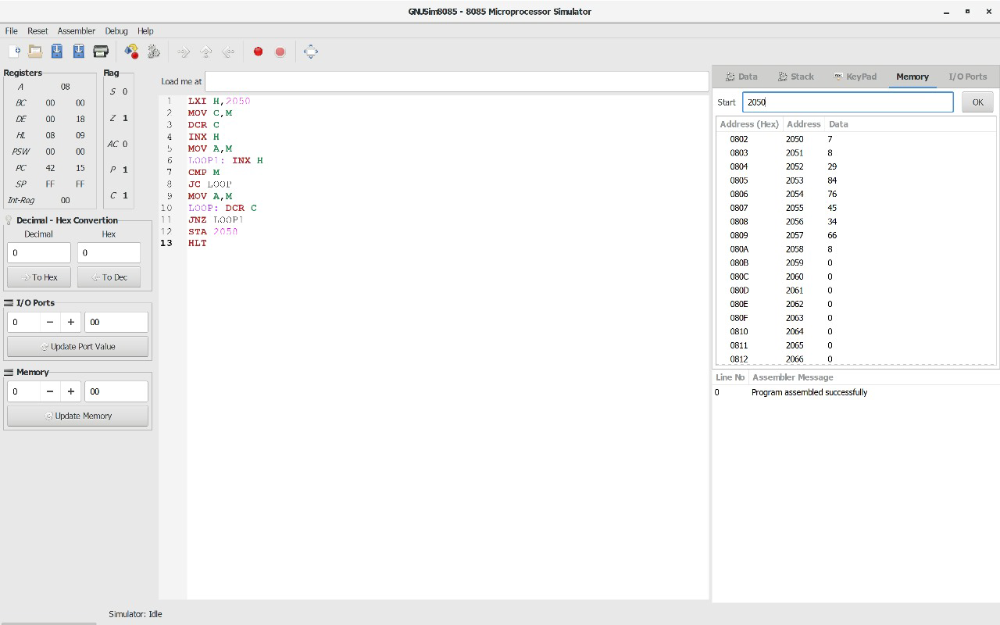 GNUSim8085 - 8085 Microprocessor Simulator
File Reset Assembler Debug Help
Registers
A 08
BC 00 00
DE 00 18
HL 08 09
PSW 00 00
PC 42 15
SP FF FF
Int-Reg 00
Flag
S 0
Z 1
AC 0
P 1
C 1
Decimal - Hex Convertion
Decimal Hex
0 0
To Hex To Dec
I/O Ports
0 − + 00
Update Port Value
Memory
0 − + 00
Update Memory
Load me at
1 LXI H,2050
2 MOV C,M
3 DCR C
4 INX H
5 MOV A,M
6 LOOP1: INX H
7 CMP M
8 JC LOOP
9 MOV A,M
10 LOOP: DCR C
11 JNZ LOOP1
12 STA 2058
13 HLT
Data Stack KeyPad Memory I/O Ports
Start 2050 OK
Address (Hex) Address Data
0802 2050 7
0803 2051 8
0804 2052 29
0805 2053 84
0806 2054 76
0807 2055 45
0808 2056 34
0809 2057 66
080A 2058 8
080B 2059 0
080C 2060 0
080D 2061 0
080E 2062 0
080F 2063 0
0810 2064 0
0811 2065 0
0812 2066 0
Line No Assembler Message
0 Program assembled successfully
Simulator: Idle